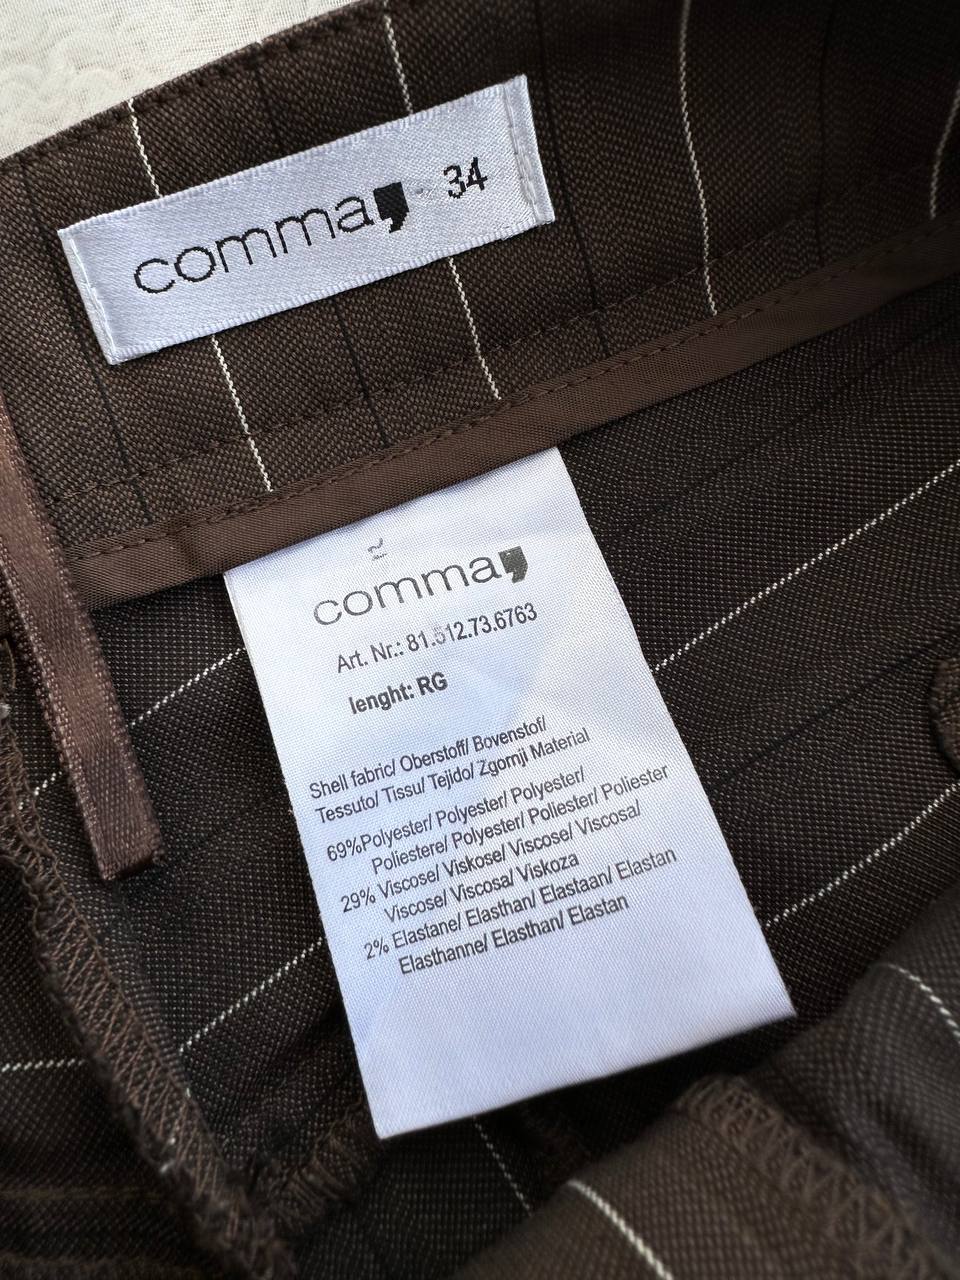 comma, 34
comma,
Art. Nr.: 81.512.73.6763
lenght: RG
Shell fabric/ Oberstoff/ Bovenstof/
Tessuto/ Tissu/ Tejido/ Zgornji Material
69%Polyester/ Polyester/ Polyester/
Poliestere/ Polyester/ Poliester/ Poliester
29% Viscose/ Viskose/ Viscose/ Viscosa/
Viscose/ Viscosa/ Viskoza
2% Elastane/ Elasthan/ Elastaan/ Elastan
Elasthanne/ Elasthan/ Elastan